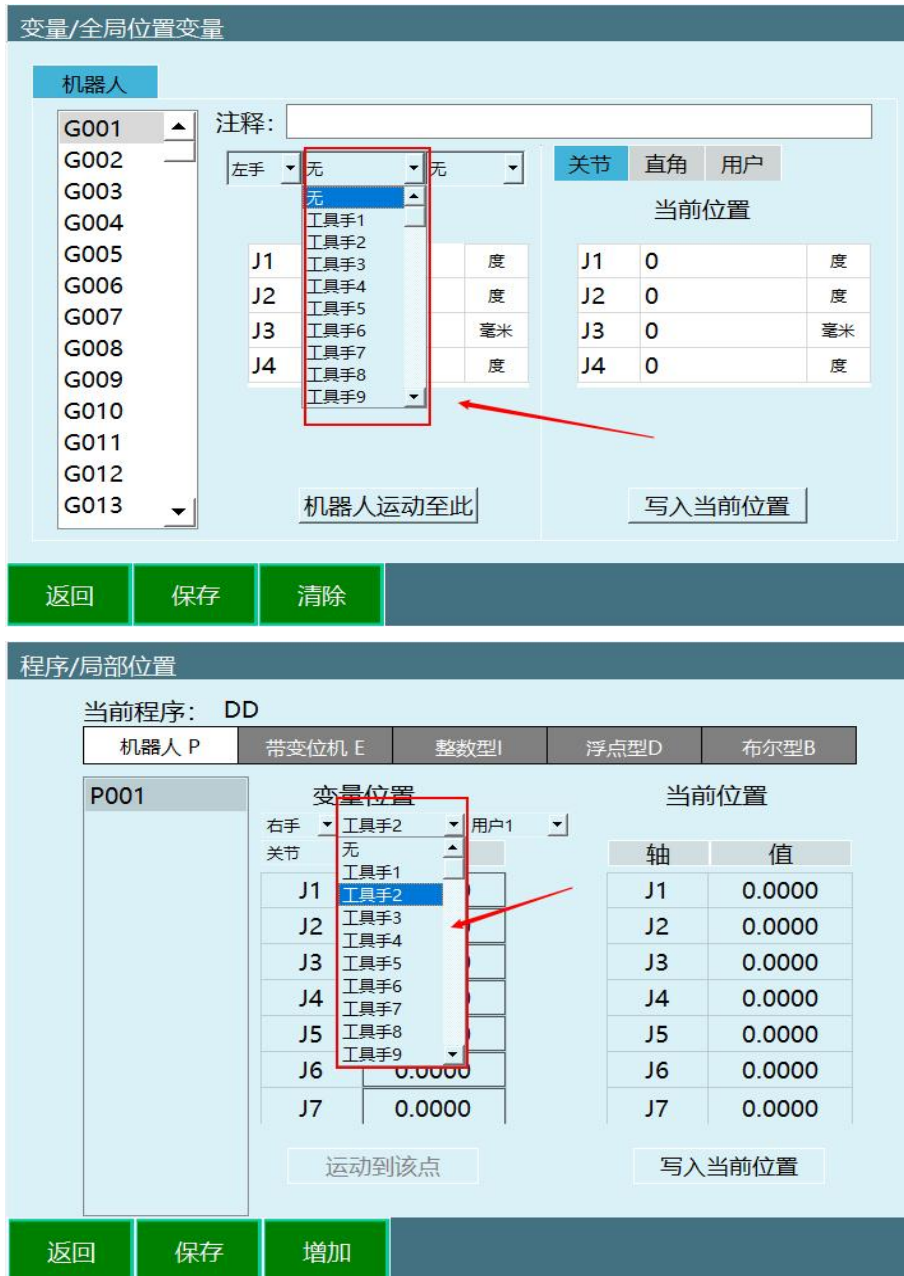 变量/全局位置变量
机器人
G001
G002
G003
G004
G005
G006
G007
G008
G009
G010
G011
G012
G013
注释:
左手 无 无
无
工具手1
工具手2
工具手3
工具手4
工具手5
工具手6
工具手7
工具手8
工具手9
J1 度
J2 度
J3 毫米
J4 度
机器人运动至此
关节 直角 用户
当前位置
J1 0 度
J2 0 度
J3 0 毫米
J4 0 度
写入当前位置
返回 保存 清除
程序/局部位置
当前程序: DD
机器人 P 带变位机 E 整数型I 浮点型D 布尔型B
P001
变量位置
右手 工具手2 用户1
关节
无
工具手1
工具手2
工具手3
工具手4
工具手5
工具手6
工具手7
工具手8
工具手9
J1
J2
J3
J4
J5
J6 0.0000
J7 0.0000
运动到该点
当前位置
轴 值
J1 0.0000
J2 0.0000
J3 0.0000
J4 0.0000
J5 0.0000
J6 0.0000
J7 0.0000
写入当前位置
返回 保存 增加